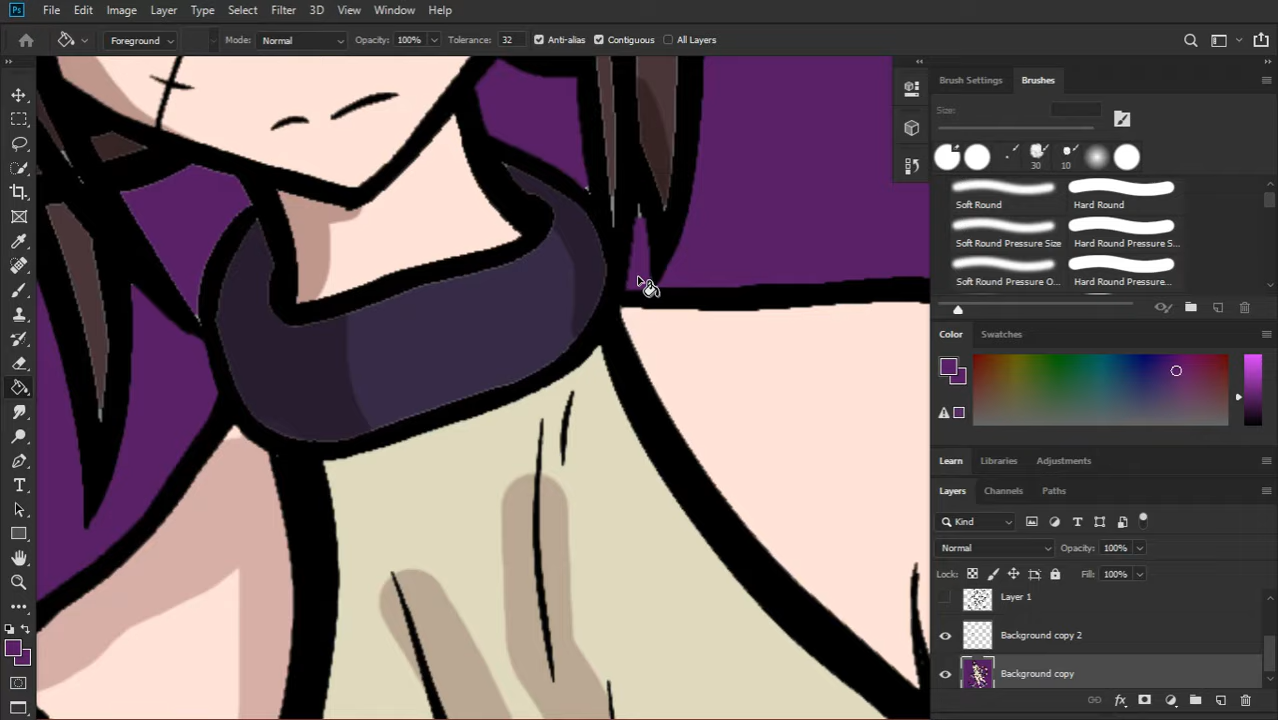 Ps File Edit Image Layer Type Select Filter 3D View Window Help
Foreground Mode: Normal Opacity: 100% Tolerance: 32 Anti-alias Contiguous All Layers
Brush Settings Brushes
Size:
30 10
Soft Round Hard Round
Soft Round Pressure Size Hard Round Pressure S...
Soft Round Pressure O... Hard Round Pressure ...
Color Swatches
Learn Libraries Adjustments
Layers Channels Paths
Kind
Normal Opacity: 100%
Lock: Fill: 100%
Layer 1
Background copy 2
Background copy